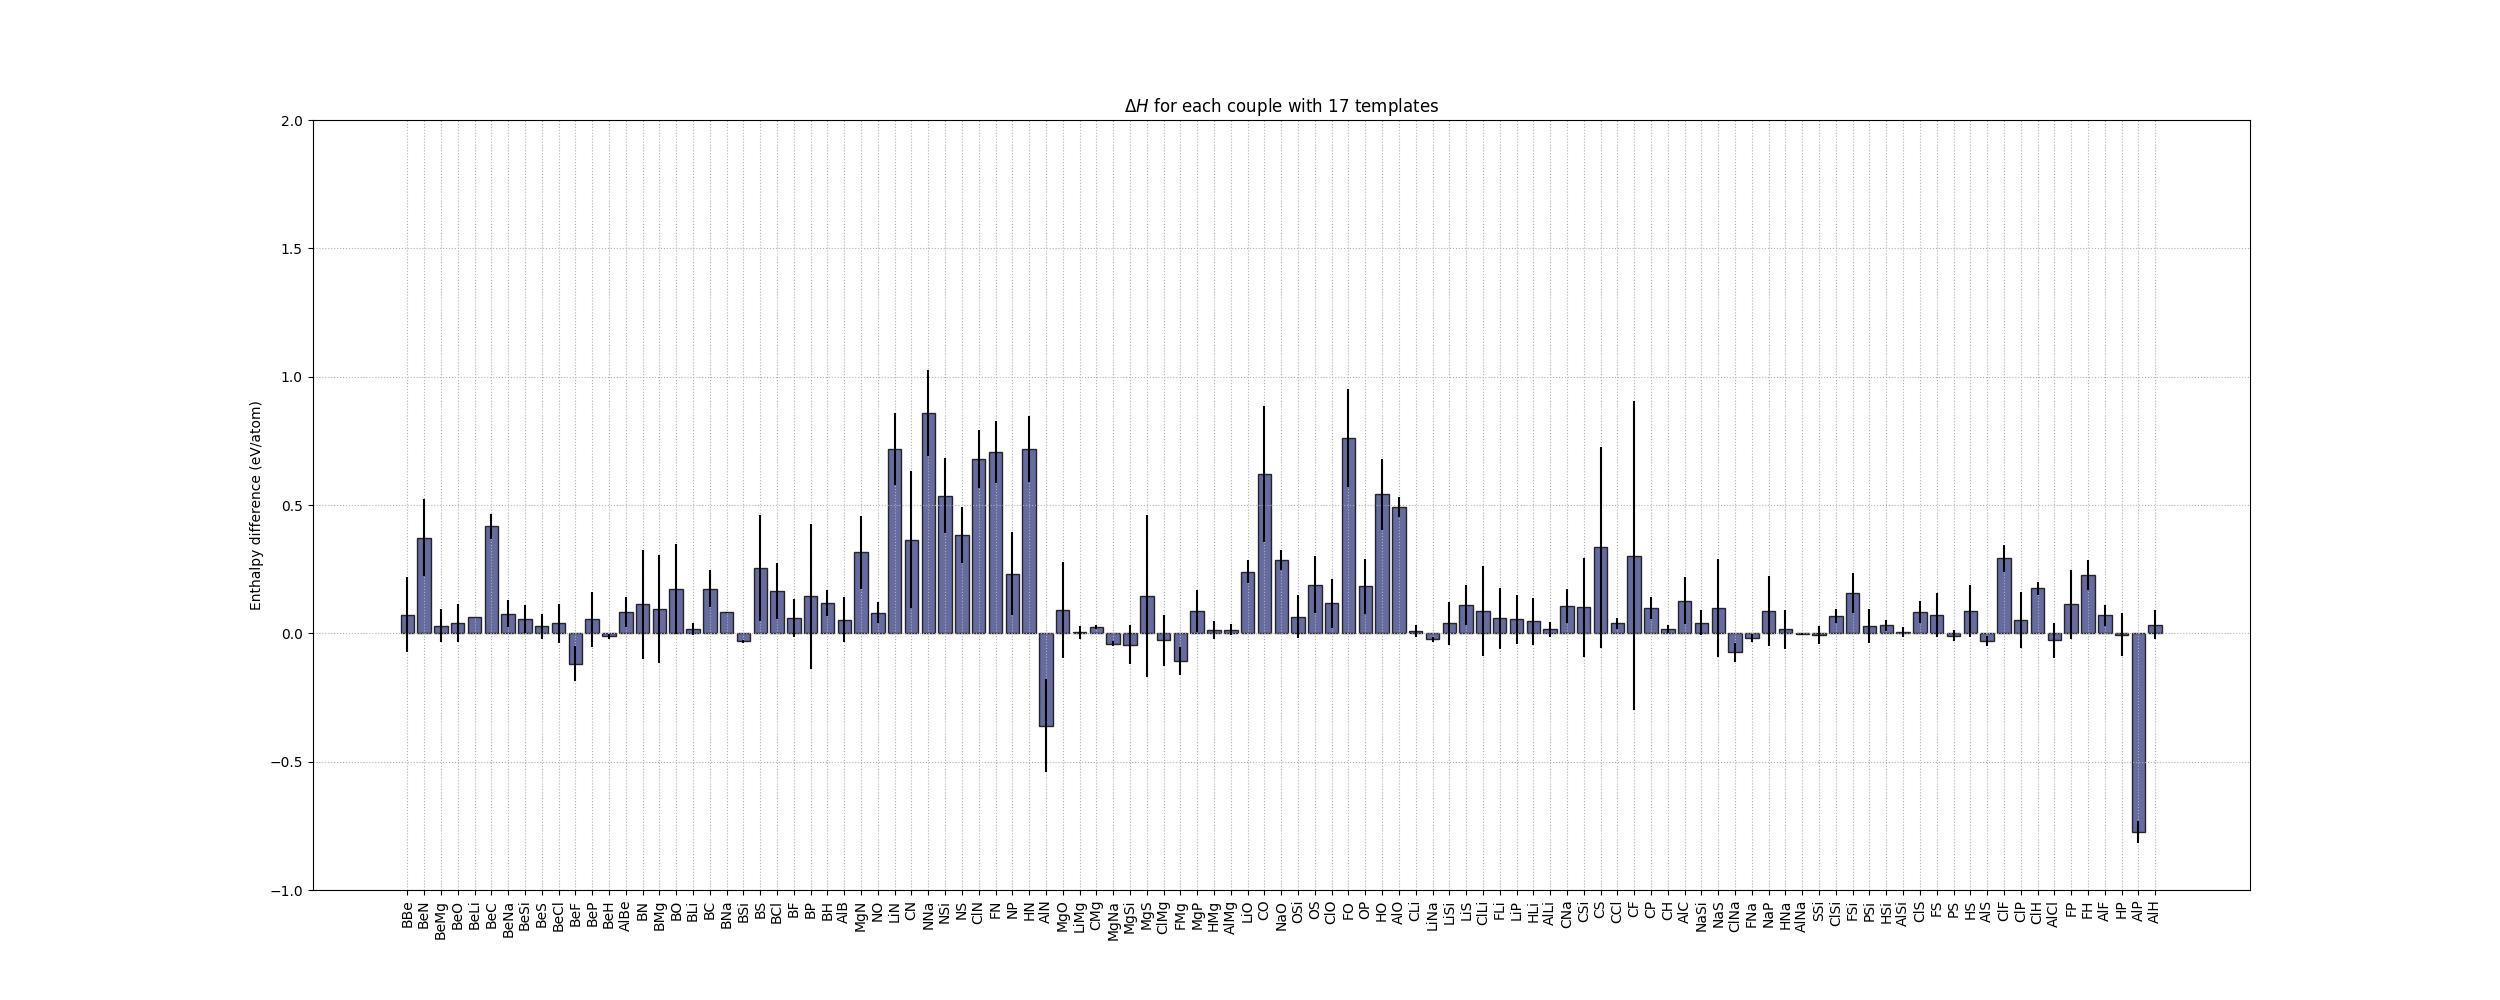 ΔH for each couple with 17 templates
Enthalpy difference (eV/atom)
2.0
1.5
1.0
0.5
0.0
−0.5
−1.0
BBe
BeN
BeMg
BeO
BeLi
BeC
BeNa
BeSi
BeS
BeCl
BeF
BeP
BeH
AlBe
BN
BMg
BO
BLi
BC
BNa
BSi
BS
BCl
BF
BP
BH
AlB
MgN
NO
LiN
CN
NNa
NSi
NS
ClN
FN
NP
HN
AlN
MgO
LiMg
CMg
MgNa
MgSi
MgS
ClMg
FMg
MgP
HMg
AlMg
LiO
CO
NaO
OSi
OS
ClO
FO
OP
HO
AlO
CLi
LiNa
LiSi
LiS
ClLi
FLi
LiP
HLi
AlLi
CNa
CSi
CS
CCl
CF
CP
CH
AlC
NaSi
NaS
ClNa
FNa
NaP
HNa
AlNa
SSi
ClSi
FSi
PSi
HSi
AlSi
ClS
FS
PS
HS
AlS
ClF
ClP
ClH
AlCl
FP
FH
AlF
HP
AlP
AlH